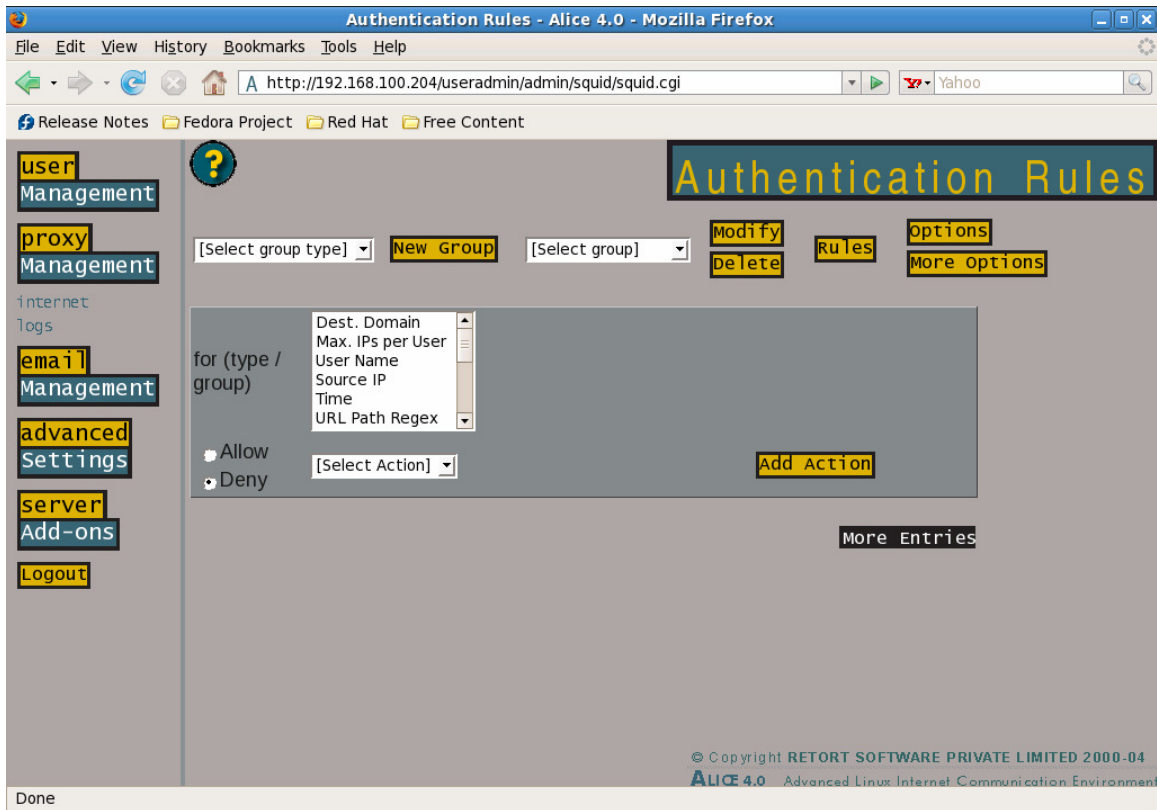 Authentication Rules - Alice 4.0 - Mozilla Firefox
File Edit View History Bookmarks Tools Help
http://192.168.100.204/useradmin/admin/squid/squid.cgi
Yahoo
Release Notes Fedora Project Red Hat Free Content
user
Management
proxy
Management
internet
logs
email
Management
advanced
Settings
server
Add-ons
Logout
?
Authentication Rules
[Select group type] New Group [Select group] Modify Delete Rules Options More Options
for (type /
group)
Dest. Domain
Max. IPs per User
User Name
Source IP
Time
URL Path Regex
Allow
Deny
[Select Action] Add Action
More Entries
© Copyright RETORT SOFTWARE PRIVATE LIMITED 2000-04
ALICE 4.0 Advanced Linux Internet Communication Environment
Done